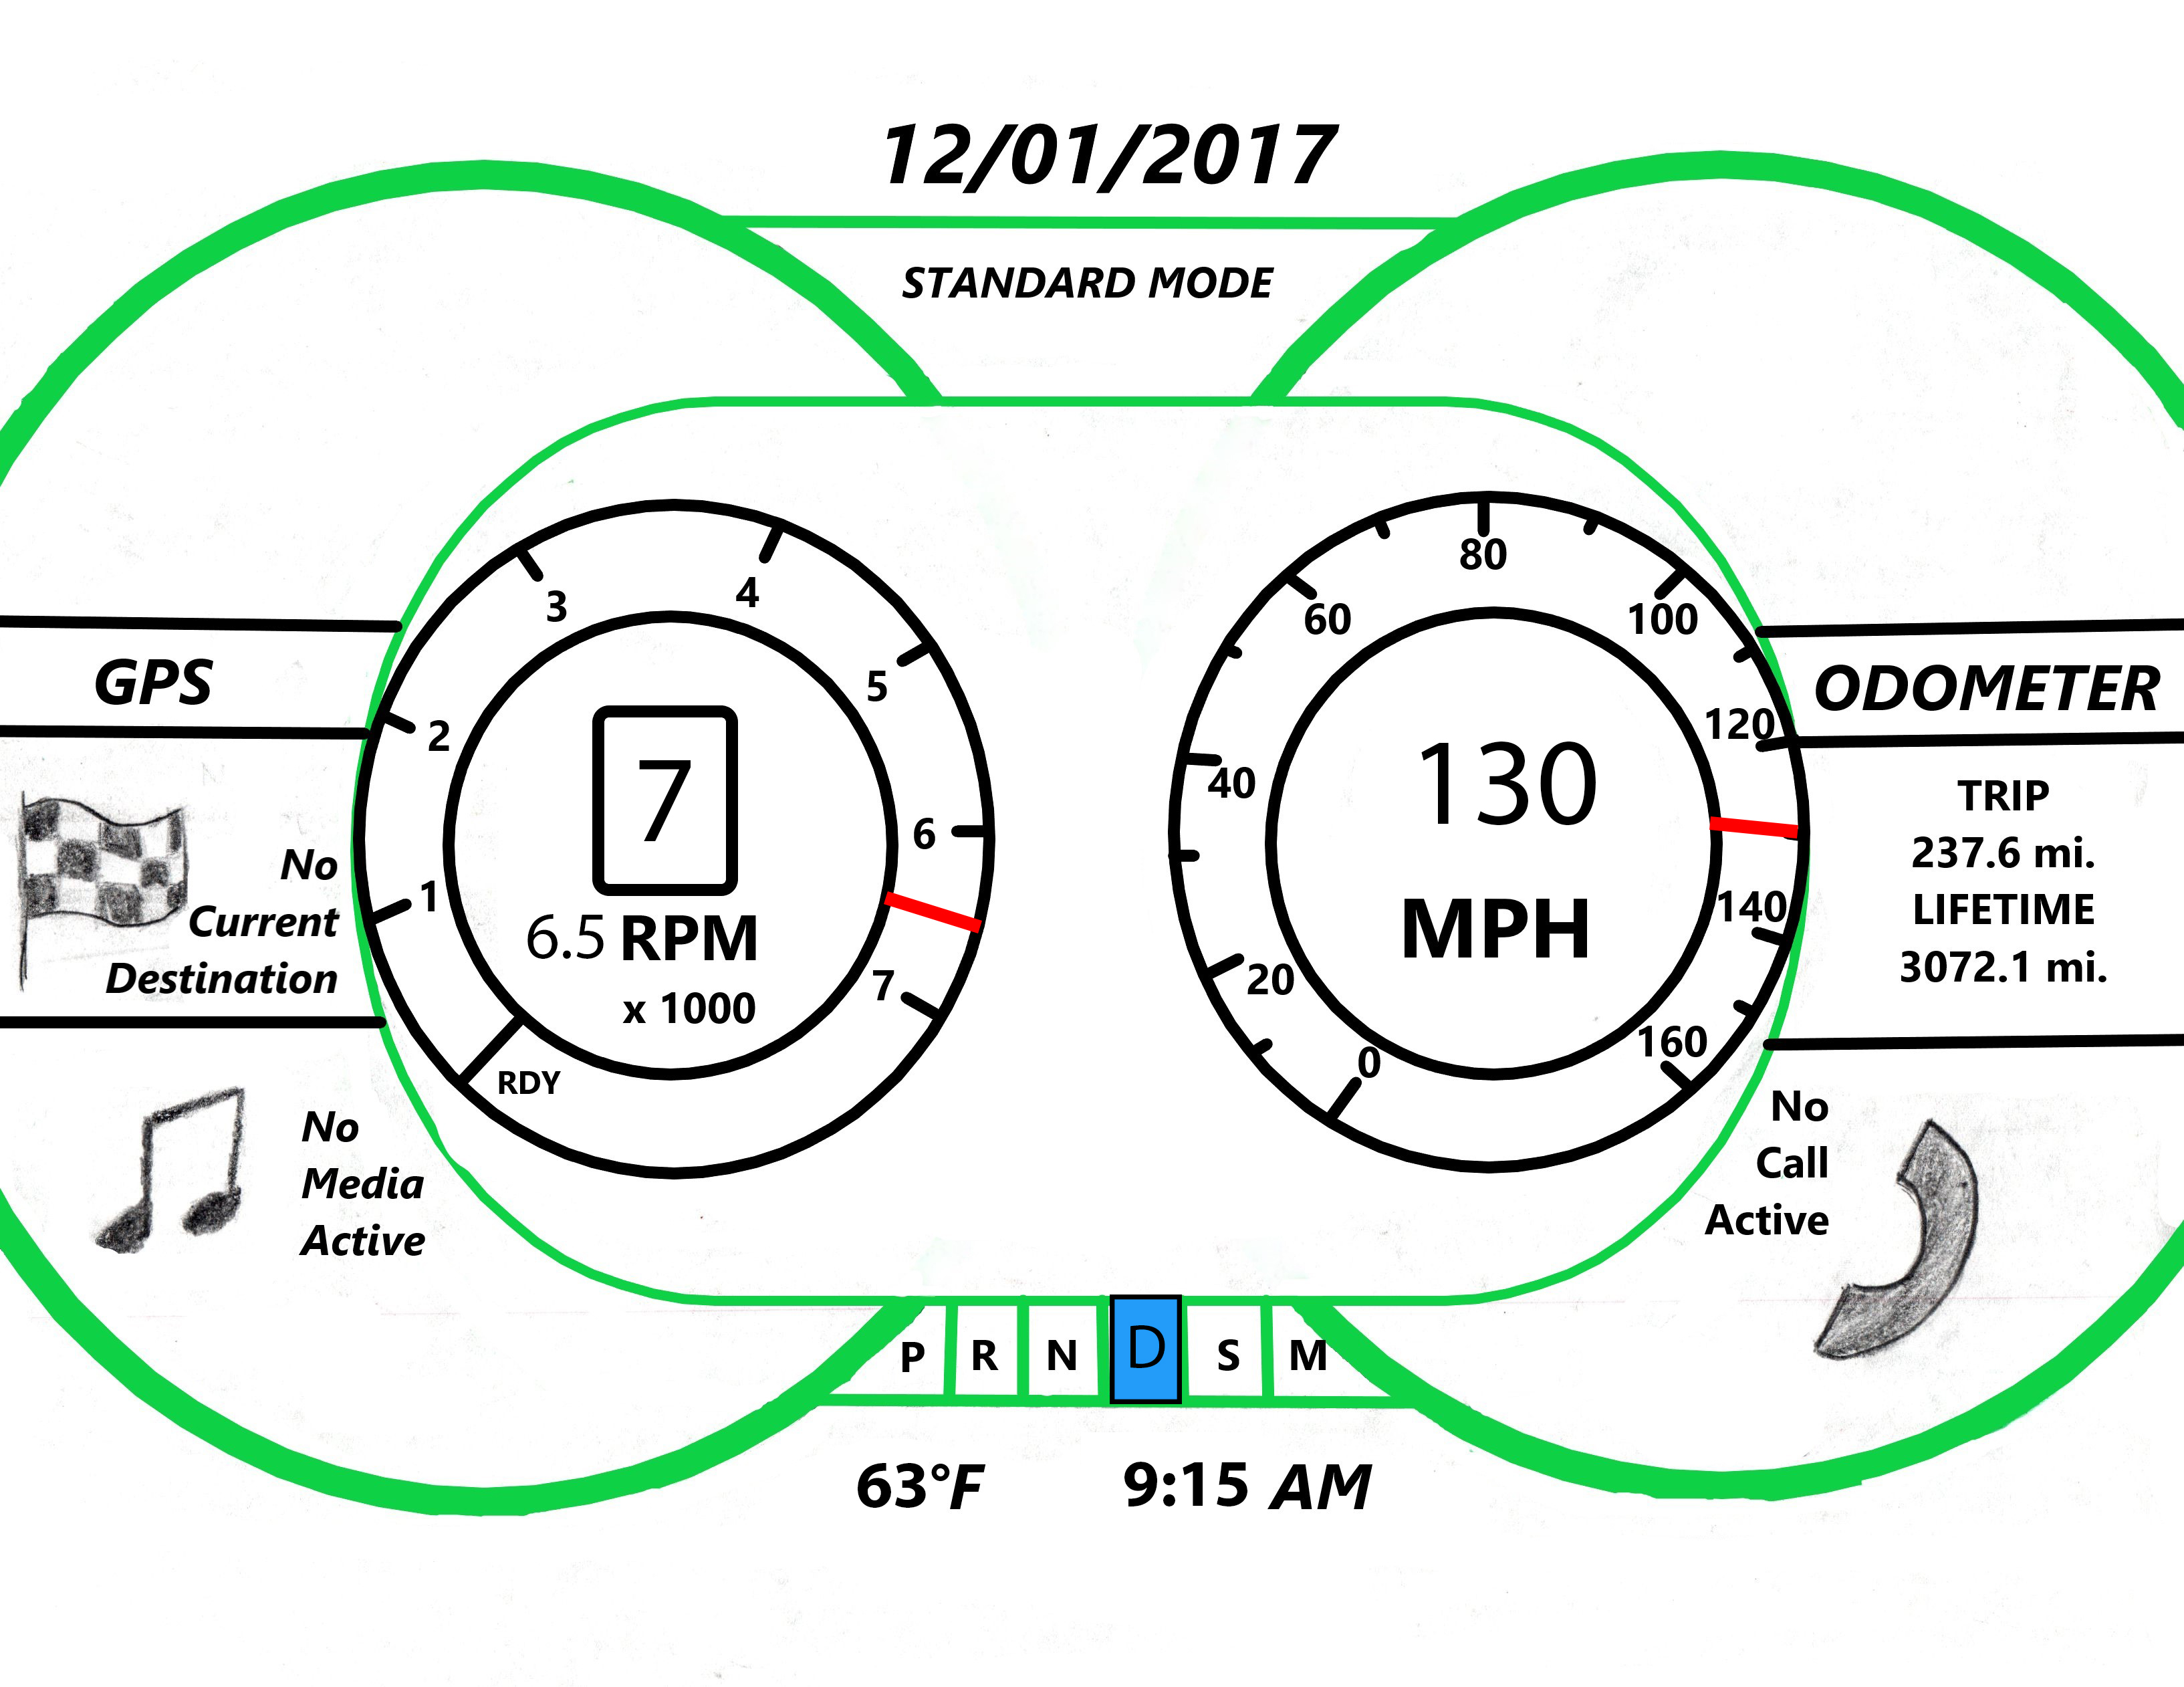 12/01/2017
STANDARD MODE
GPS
No
Current
Destination
No
Media
Active
1
2
3
4
5
6
7
RDY
7
6.5 RPM
x 1000
0
20
40
60
80
100
120
140
160
130
MPH
ODOMETER
TRIP
237.6 mi.
LIFETIME
3072.1 mi.
No
Call
Active
P R N D S M
63°F 9:15 AM